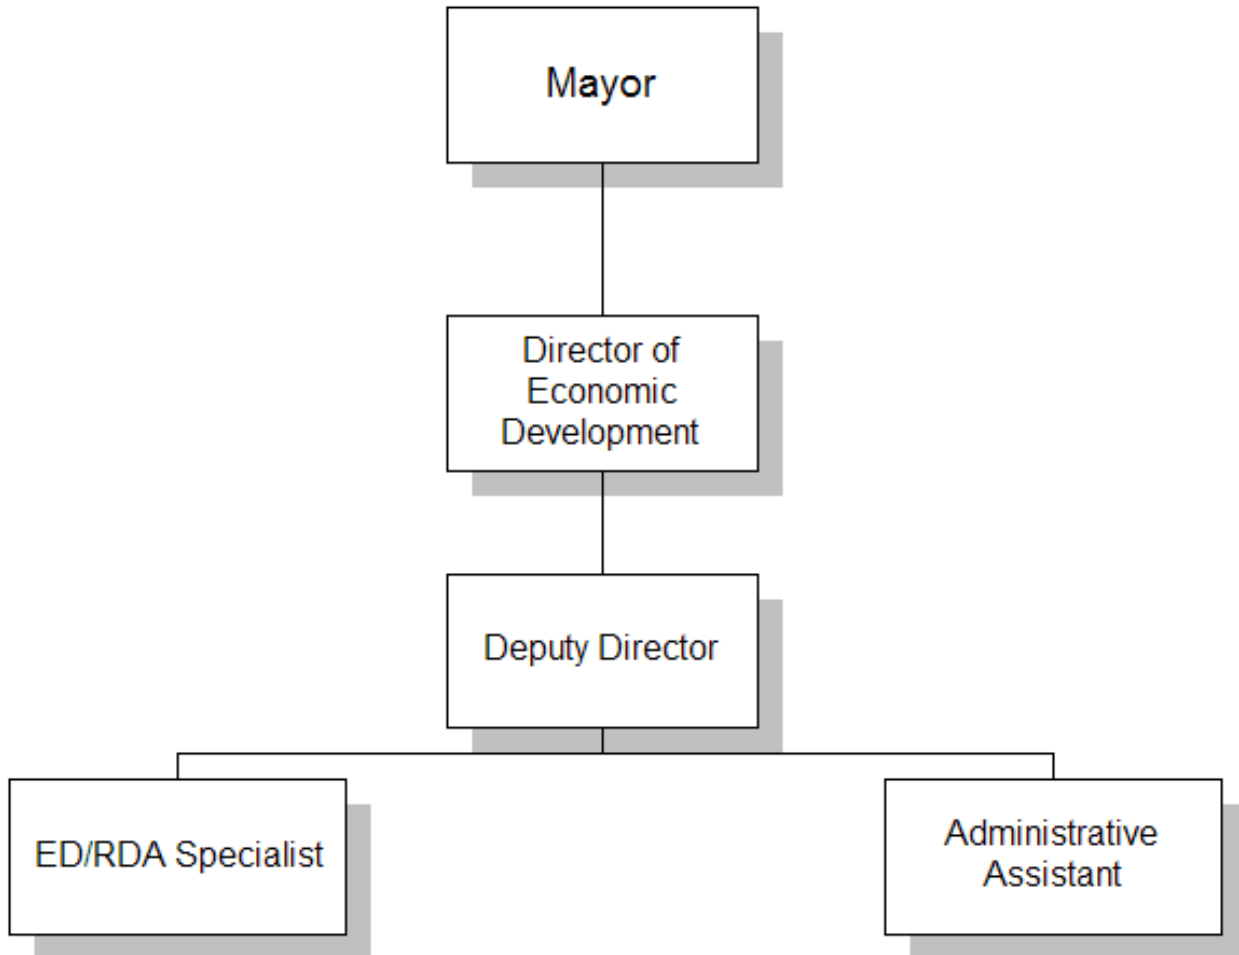 Mayor
Director of
Economic
Development
Deputy Director
ED/RDA Specialist
Administrative
Assistant